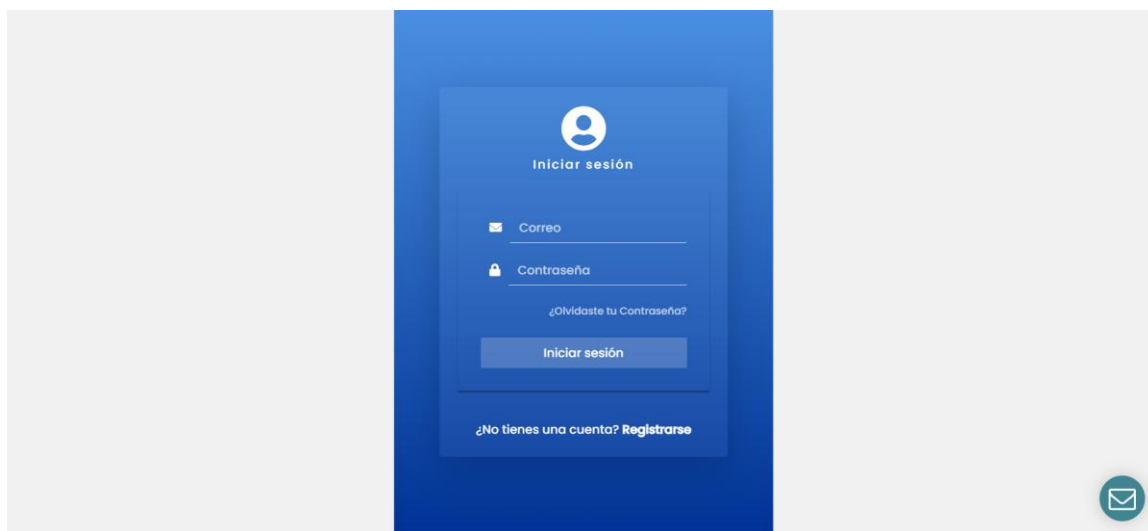 Iniciar sesión
Correo
Contraseña
¿Olvidaste tu Contraseña?
Iniciar sesión
¿No tienes una cuenta? Registrarse